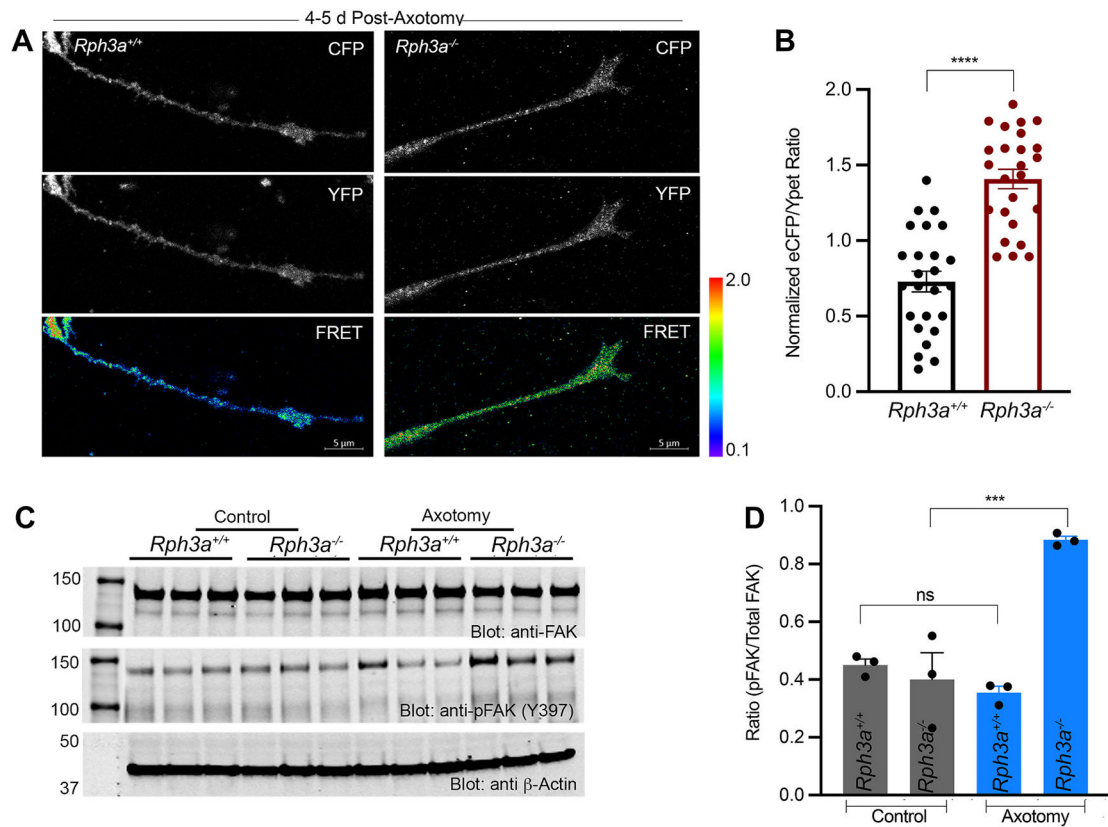 4-5 d Post-Axotomy
A
Rph3a+/+
CFP
Rph3a-/-
CFP
YFP
YFP
FRET
5 µm
FRET
5 µm
2.0
0.1
B
****
Normalized eCFP/Ypet Ratio
2.0
1.5
1.0
0.5
0.0
Rph3a+/+
Rph3a-/-
C
Control
Axotomy
Rph3a+/+
Rph3a-/-
Rph3a+/+
Rph3a-/-
150
100
Blot: anti-FAK
150
100
Blot: anti-pFAK (Y397)
50
37
Blot: anti β-Actin
D
***
ns
Ratio (pFAK/Total FAK)
1.0
0.8
0.6
0.4
0.2
0.0
Rph3a+/+
Rph3a-/-
Rph3a+/+
Rph3a-/-
Control
Axotomy